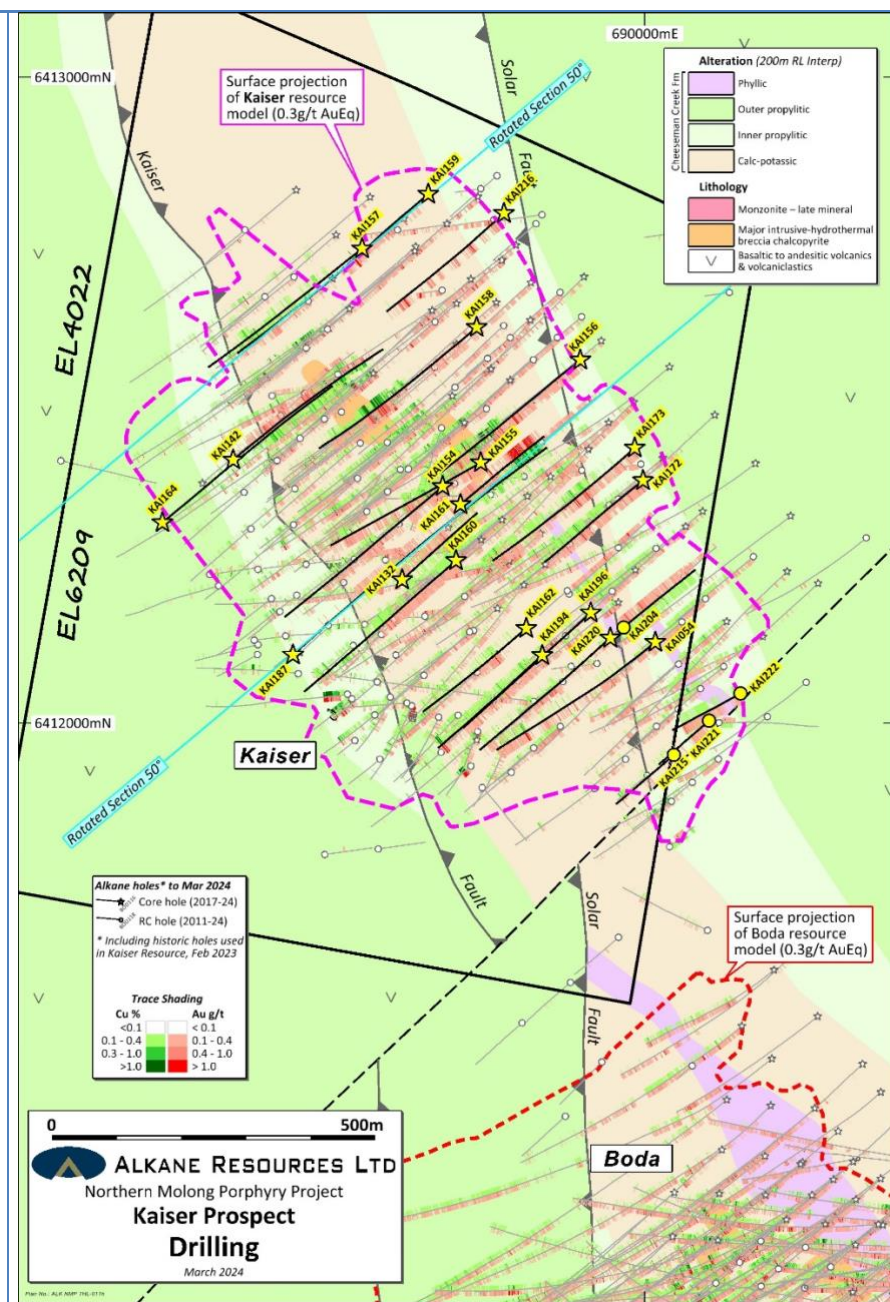 690000mE
6413000mN
Surface projection
of Kaiser resource
model (0.3g/t AuEq)
Solar
Fault
Rotated Section 50°
Kaiser
Alteration (200m RL Interp)
Cheeseman Creek Fm
Phyllic
Outer propylitic
Inner propylitic
Calc-potassic
Lithology
Monzonite – late mineral
Major intrusive-hydrothermal
breccia chalcopyrite
Basaltic to andesitic volcanics
& volcaniclastics
KAI159
KAI216
KAI157
KAI158
KAI156
EL4022
EL6209
KAI142
KAI164
KAI173
KAI172
KAI155
KAI154
KAI161
KAI160
KAI132
KAI162
KAI196
KAI194
KAI204
KAI220
KAI054
KAI187
KAI222
KAI221
KAI215
6412000mN
Kaiser
Rotated Section 50°
Fault
Solar
Fault
Alkane holes* to Mar 2024
Core hole (2017-24)
RC hole (2011-24)
* Including historic holes used
in Kaiser Resource, Feb 2023
Trace Shading
Cu % Au g/t
<0.1 < 0.1
0.1 - 0.4 0.1 - 0.4
0.3 - 1.0 0.4 - 1.0
>1.0 > 1.0
Surface projection
of Boda resource
model (0.3g/t AuEq)
Boda
0 500m
ALKANE RESOURCES LTD
Northern Molong Porphyry Project
Kaiser Prospect
Drilling
March 2024